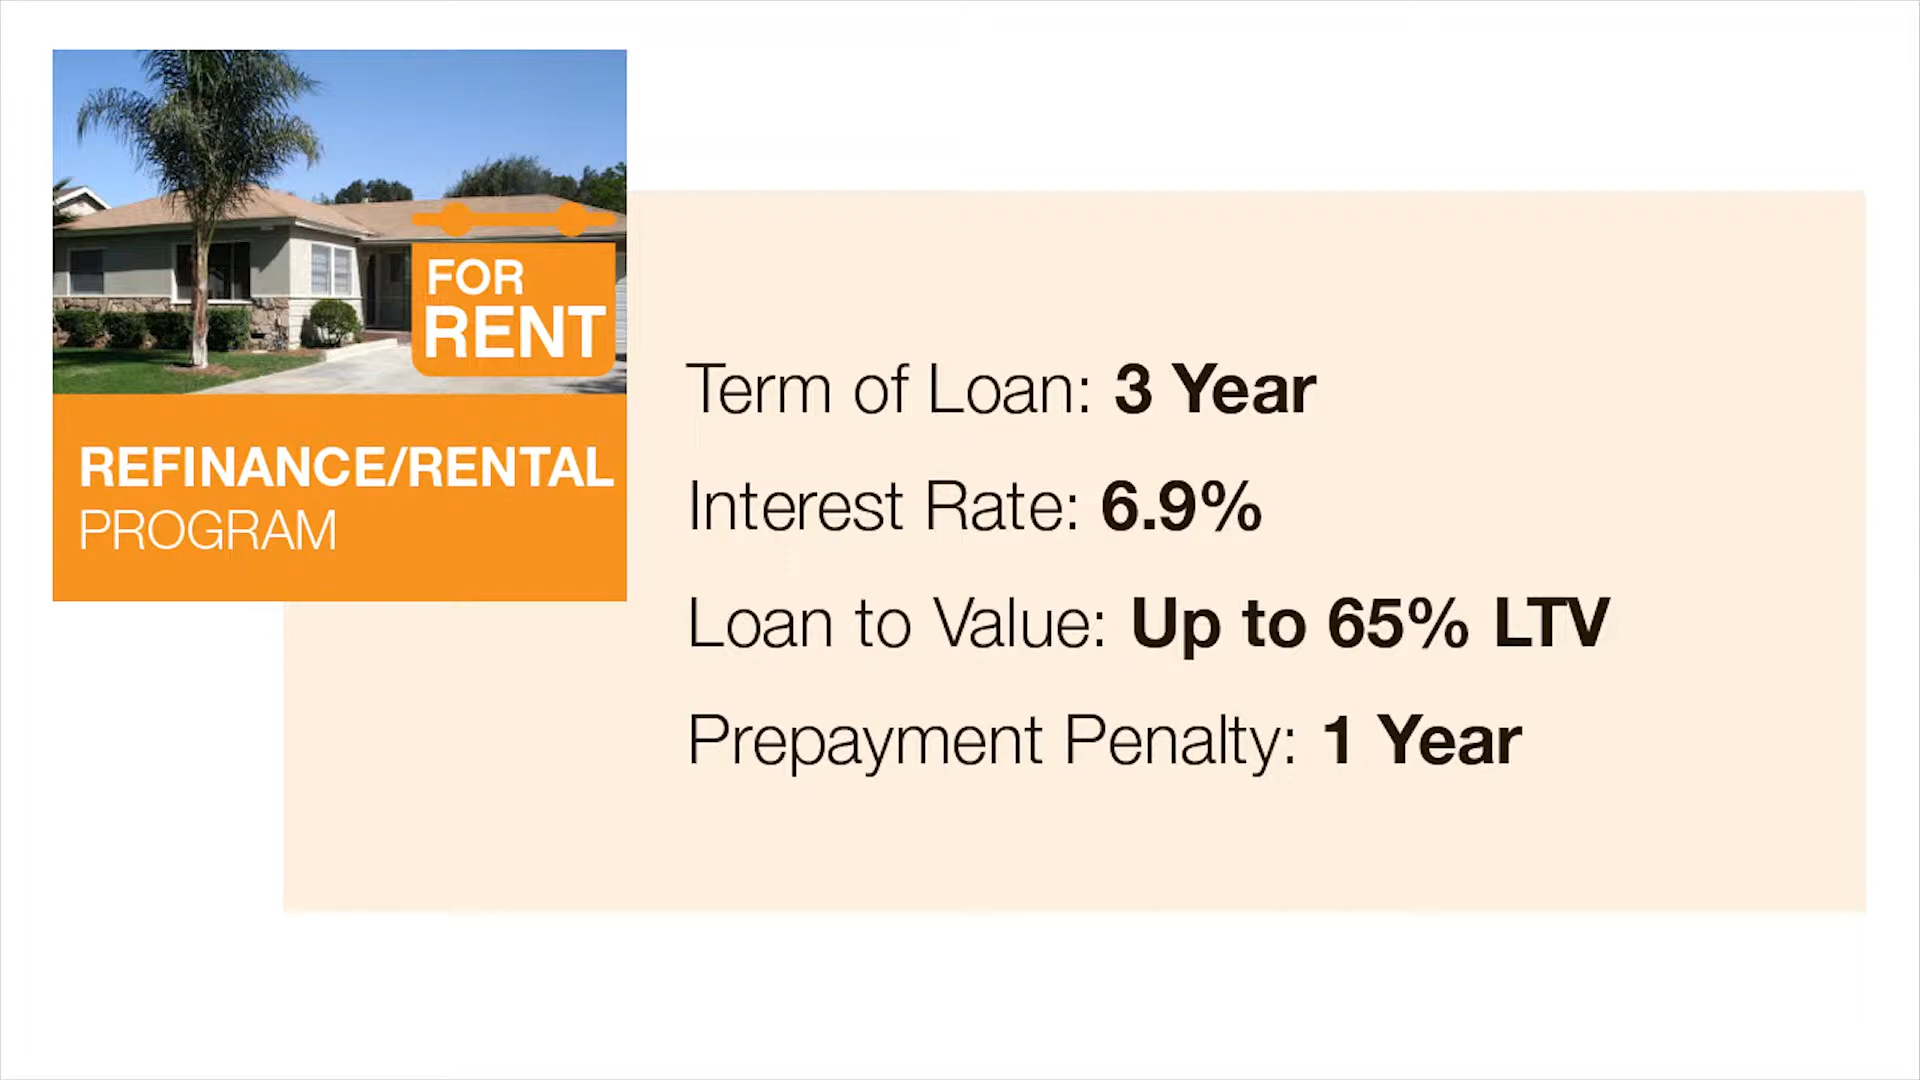 FOR
RENT
REFINANCE/RENTAL
PROGRAM
Term of Loan: 3 Year
Interest Rate: 6.9%
Loan to Value: Up to 65% LTV
Prepayment Penalty: 1 Year